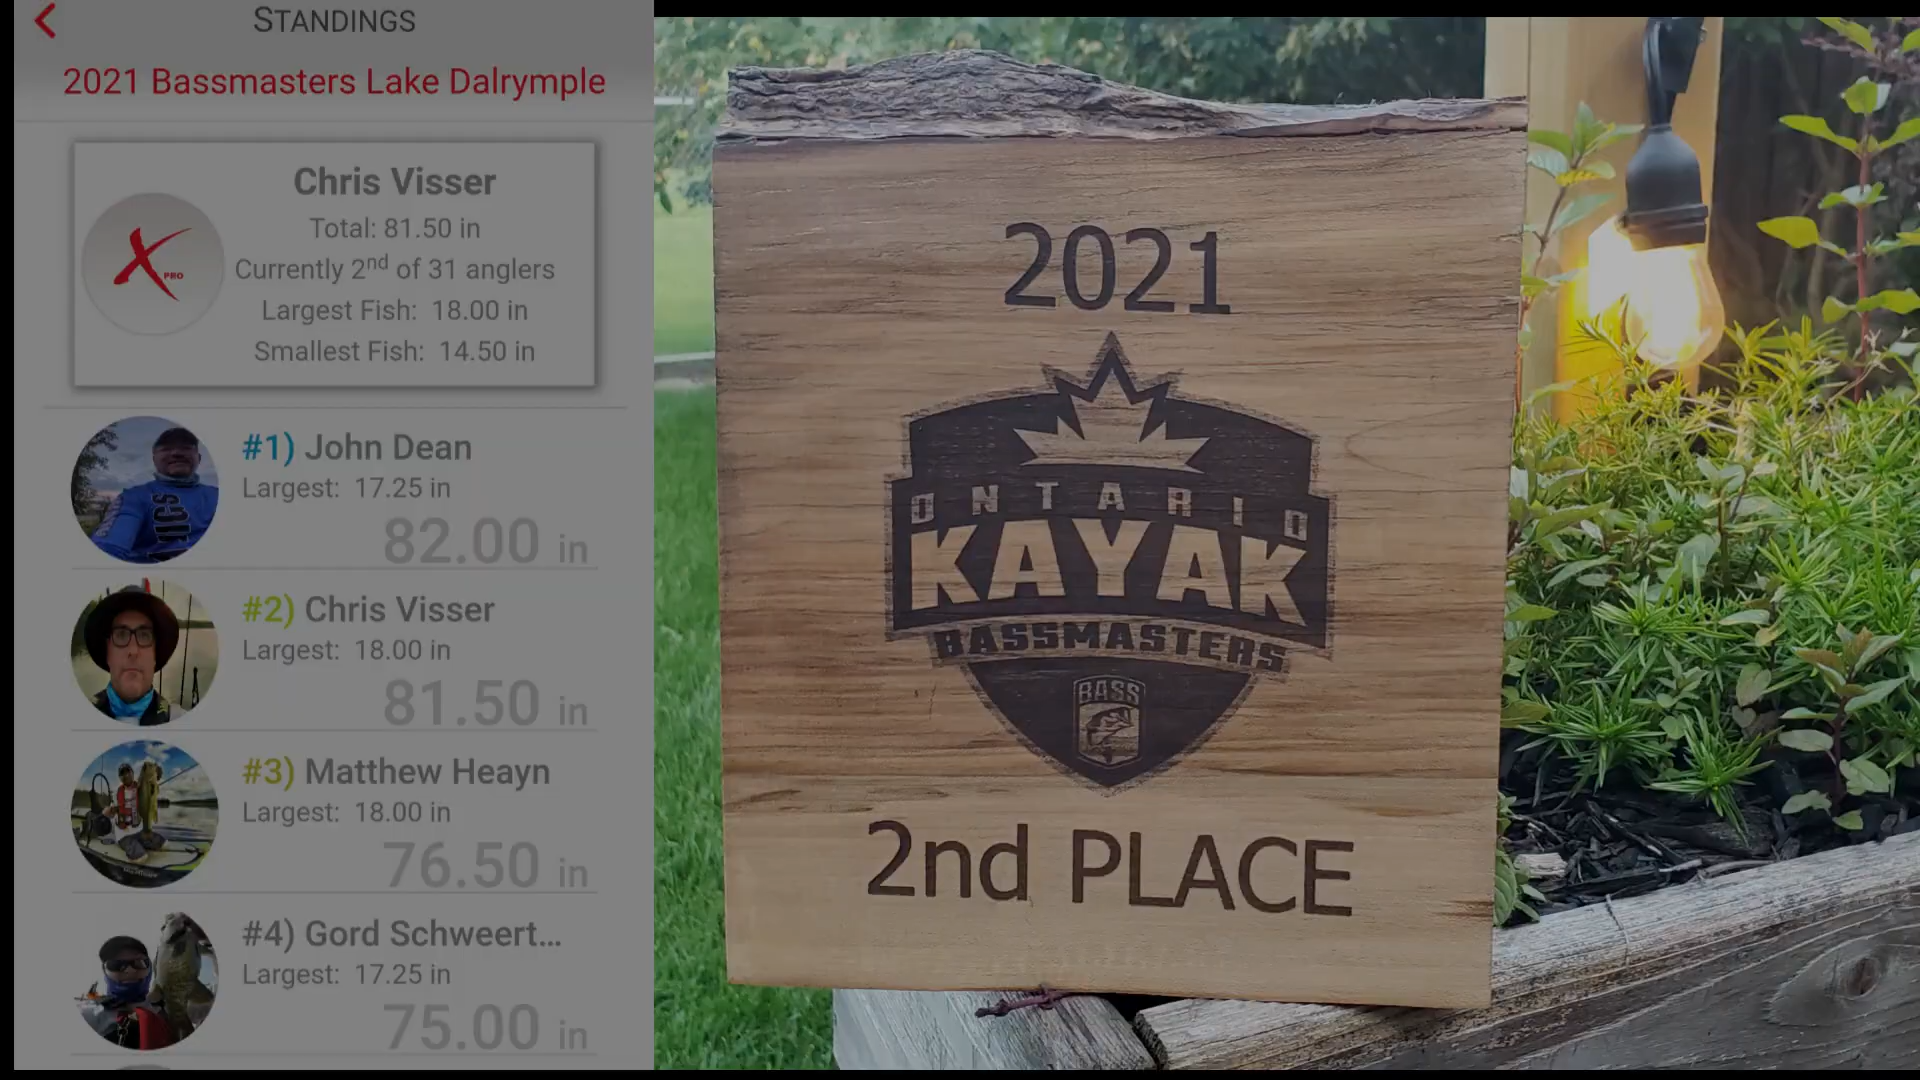 STANDINGS
2021 Bassmasters Lake Dalrymple
Chris Visser
Total: 81.50 in
Currently 2nd of 31 anglers
Largest Fish: 18.00 in
Smallest Fish: 14.50 in
X PRO
#1) John Dean
Largest: 17.25 in
82.00 in
#2) Chris Visser
Largest: 18.00 in
81.50 in
#3) Matthew Heayn
Largest: 18.00 in
76.50 in
#4) Gord Schweert...
Largest: 17.25 in
75.00 in
2021
ONTARIO
KAYAK
BASSMASTERS
BASS
2nd PLACE